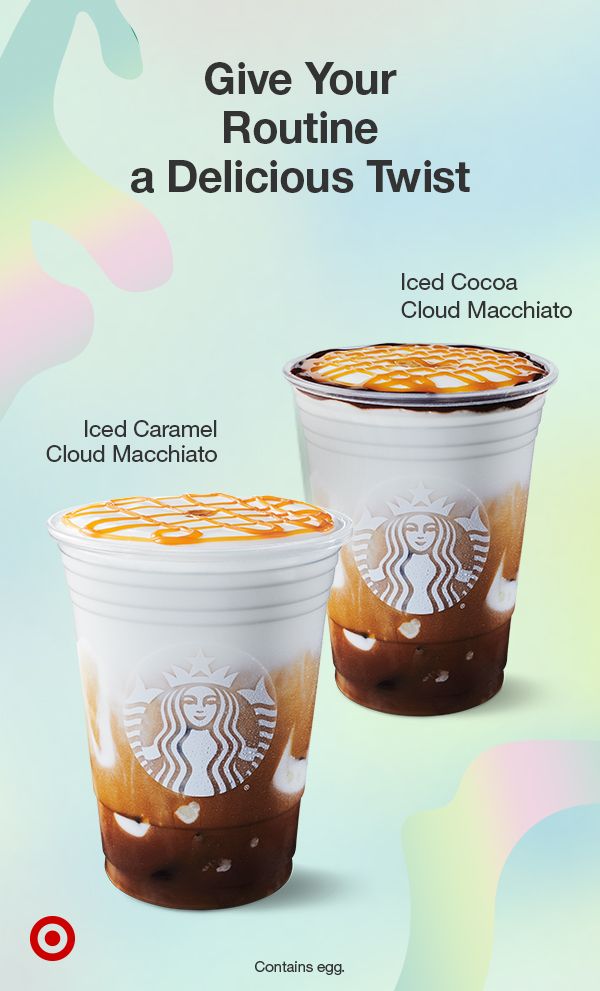 Give Your
Routine
a Delicious Twist
Iced Cocoa
Cloud Macchiato
Iced Caramel
Cloud Macchiato
Contains egg.